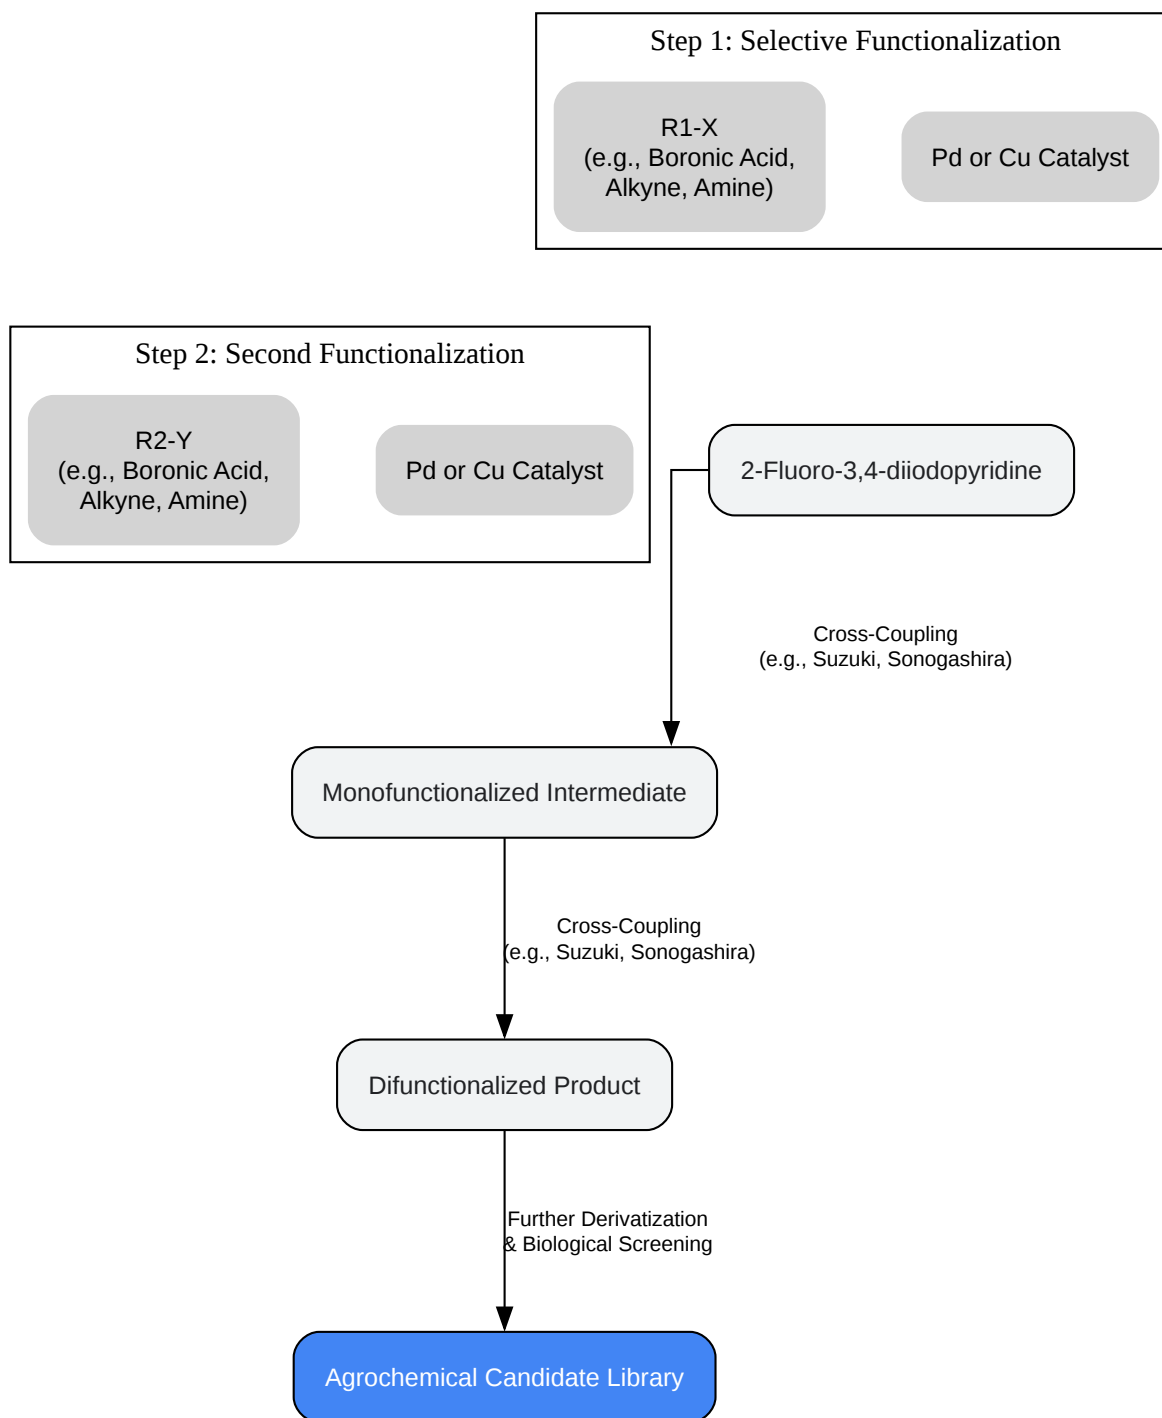 Step 1: Selective Functionalization
R1-X
(e.g., Boronic Acid,
Alkyne, Amine)
Pd or Cu Catalyst
Step 2: Second Functionalization
R2-Y
(e.g., Boronic Acid,
Alkyne, Amine)
Pd or Cu Catalyst
2-Fluoro-3,4-diiodopyridine
Cross-Coupling
(e.g., Suzuki, Sonogashira)
Monofunctionalized Intermediate
Cross-Coupling
(e.g., Suzuki, Sonogashira)
Difunctionalized Product
Further Derivatization
& Biological Screening
Agrochemical Candidate Library